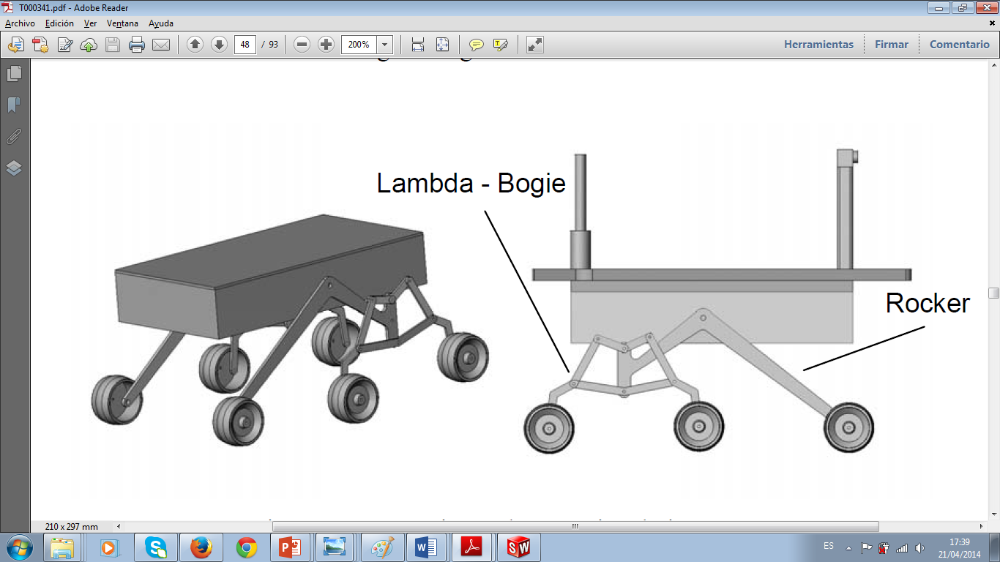 T000341.pdf - Adobe Reader
Archivo Edición Ver Ventana Ayuda
48 / 93 200% Herramientas Firmar Comentario
Lambda - Bogie
Rocker
210 x 297 mm
ES 17:39
21/04/2014